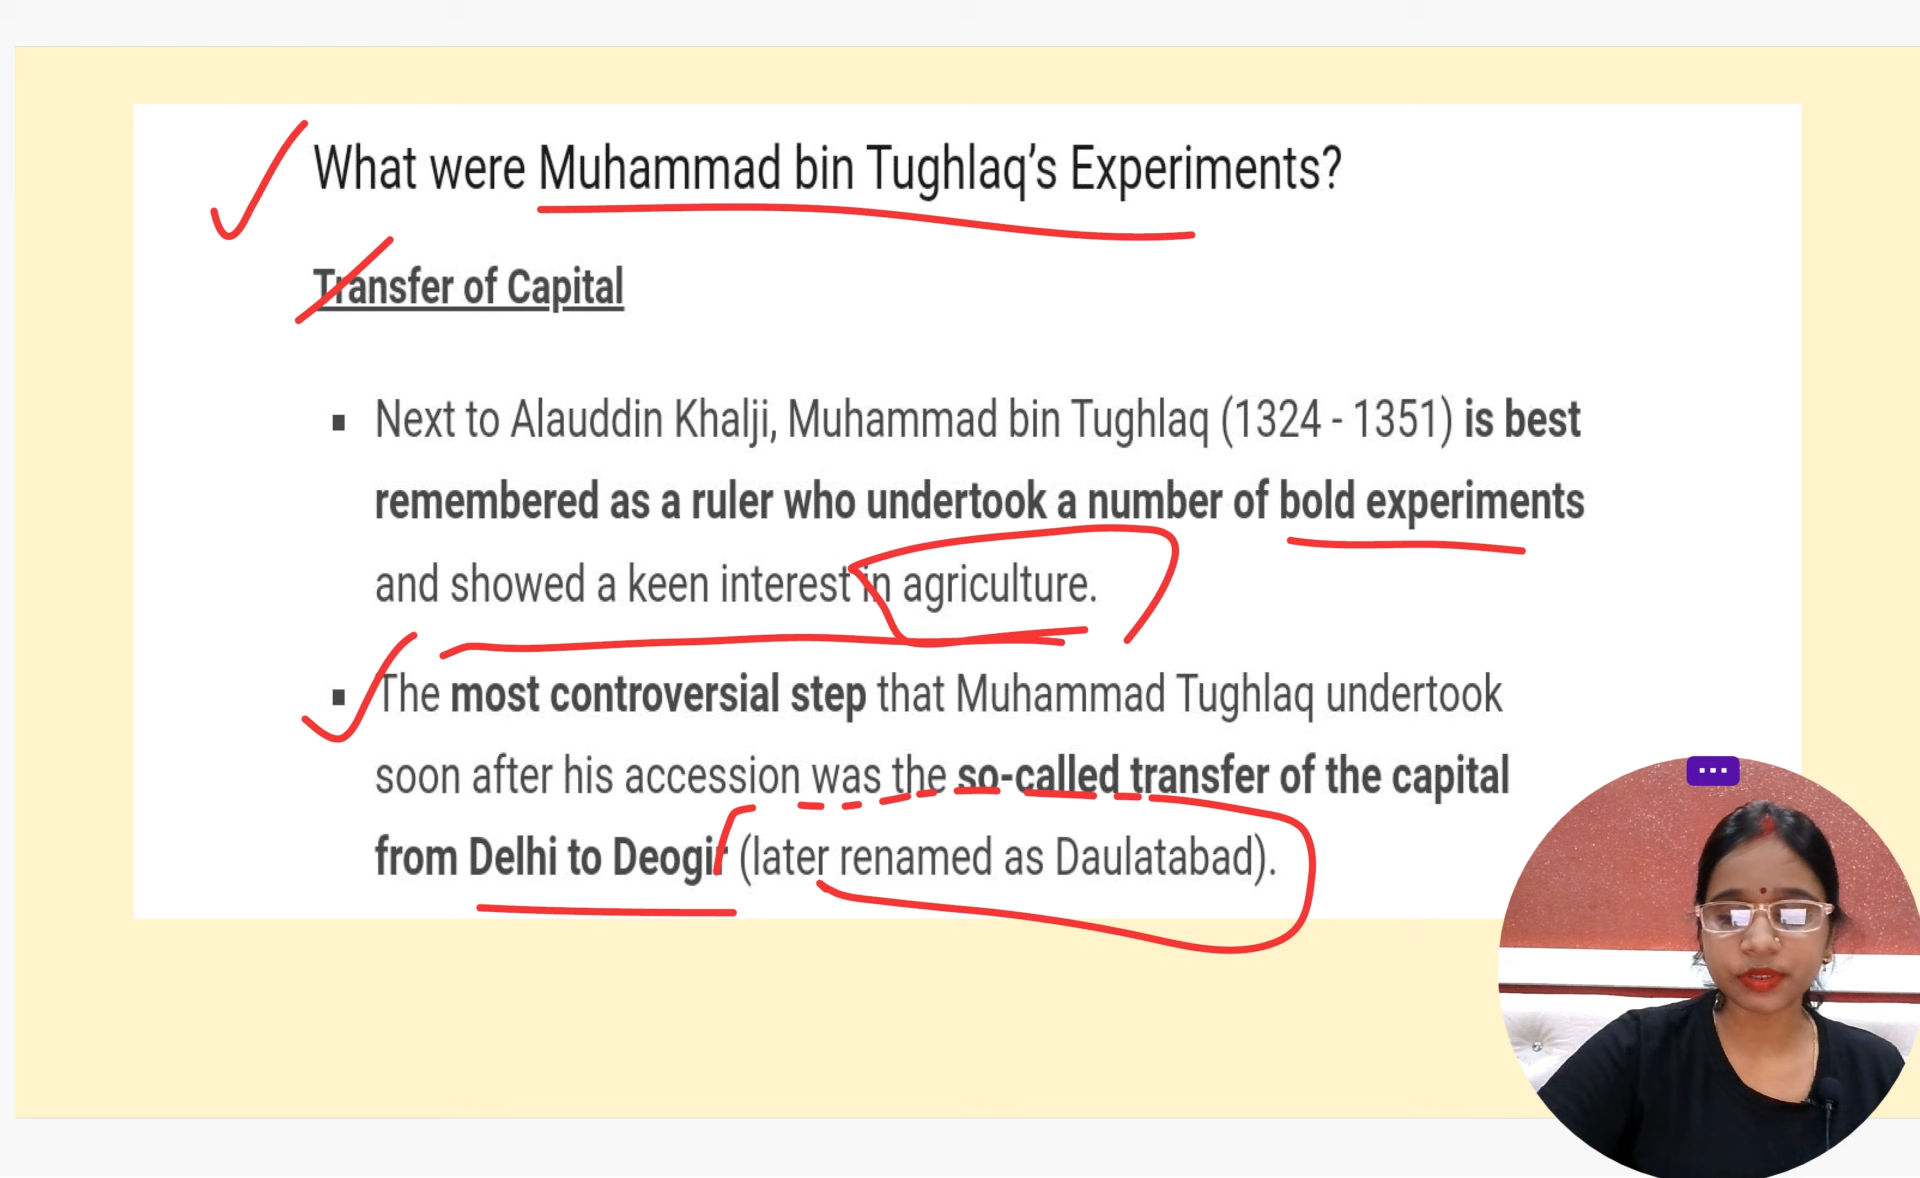 What were Muhammad bin Tughlaq’s Experiments?
Transfer of Capital
▪ Next to Alauddin Khalji, Muhammad bin Tughlaq (1324 - 1351) is best
remembered as a ruler who undertook a number of bold experiments
and showed a keen interest in agriculture.
▪ The most controversial step that Muhammad Tughlaq undertook
soon after his accession was the so-called transfer of the capital
from Delhi to Deogir (later renamed as Daulatabad).